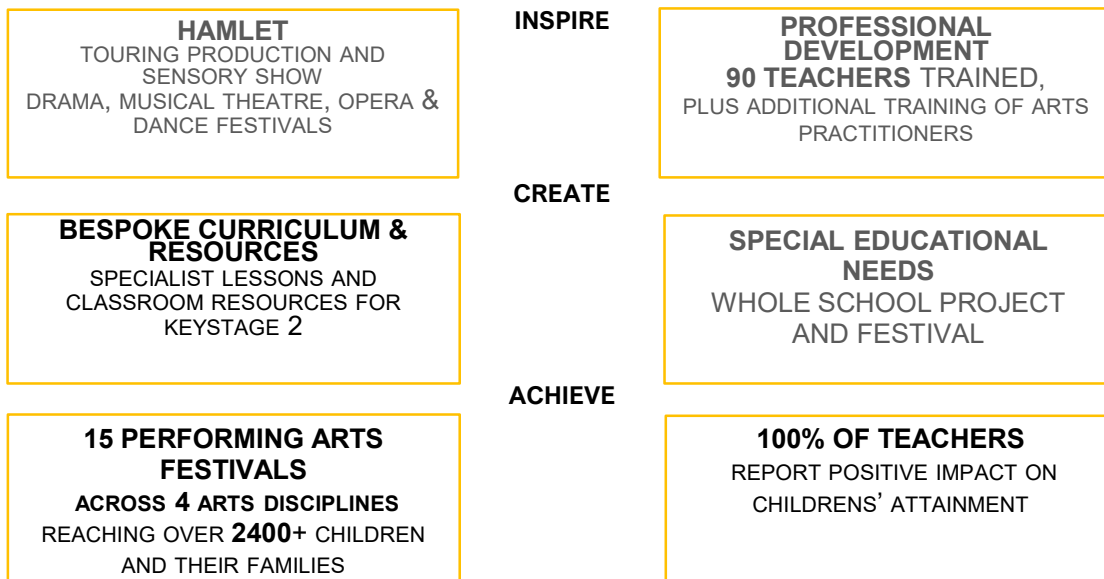 INSPIRE
HAMLET
TOURING PRODUCTION AND
SENSORY SHOW
DRAMA, MUSICAL THEATRE, OPERA &
DANCE FESTIVALS
PROFESSIONAL
DEVELOPMENT
90 TEACHERS TRAINED,
PLUS ADDITIONAL TRAINING OF ARTS
PRACTITIONERS
CREATE
BESPOKE CURRICULUM &
RESOURCES
SPECIALIST LESSONS AND
CLASSROOM RESOURCES FOR
KEYSTAGE 2
SPECIAL EDUCATIONAL
NEEDS
WHOLE SCHOOL PROJECT
AND FESTIVAL
ACHIEVE
15 PERFORMING ARTS
FESTIVALS
ACROSS 4 ARTS DISCIPLINES
REACHING OVER 2400+ CHILDREN
AND THEIR FAMILIES
100% OF TEACHERS
REPORT POSITIVE IMPACT ON
CHILDRENS’ ATTAINMENT